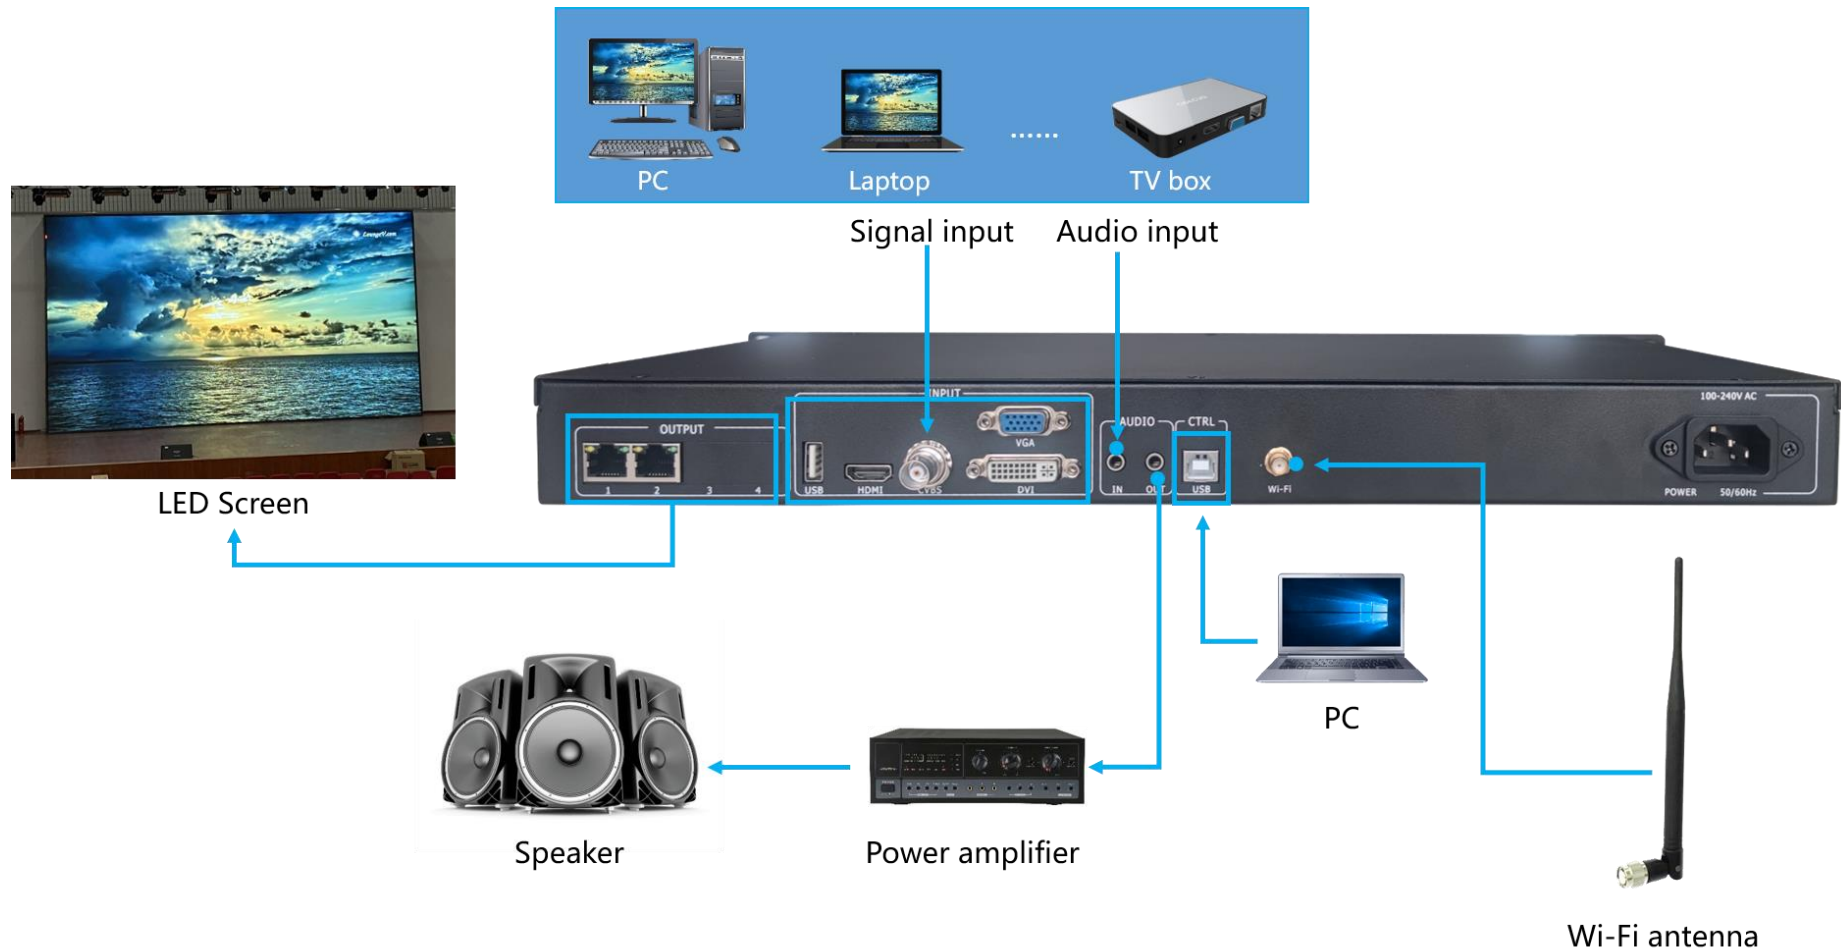 PC
Laptop
......
TV box
Signal input
Audio input
LoungeV.com
LED Screen
OUTPUT
1
2
3
4
INPUT
USB
HDMI
CVBS
VGA
DVI
AUDIO
IN
OUT
CTRL
USB
Wi-Fi
100-240V AC
POWER
50/60Hz
PC
Speaker
Power amplifier
Wi-Fi antenna